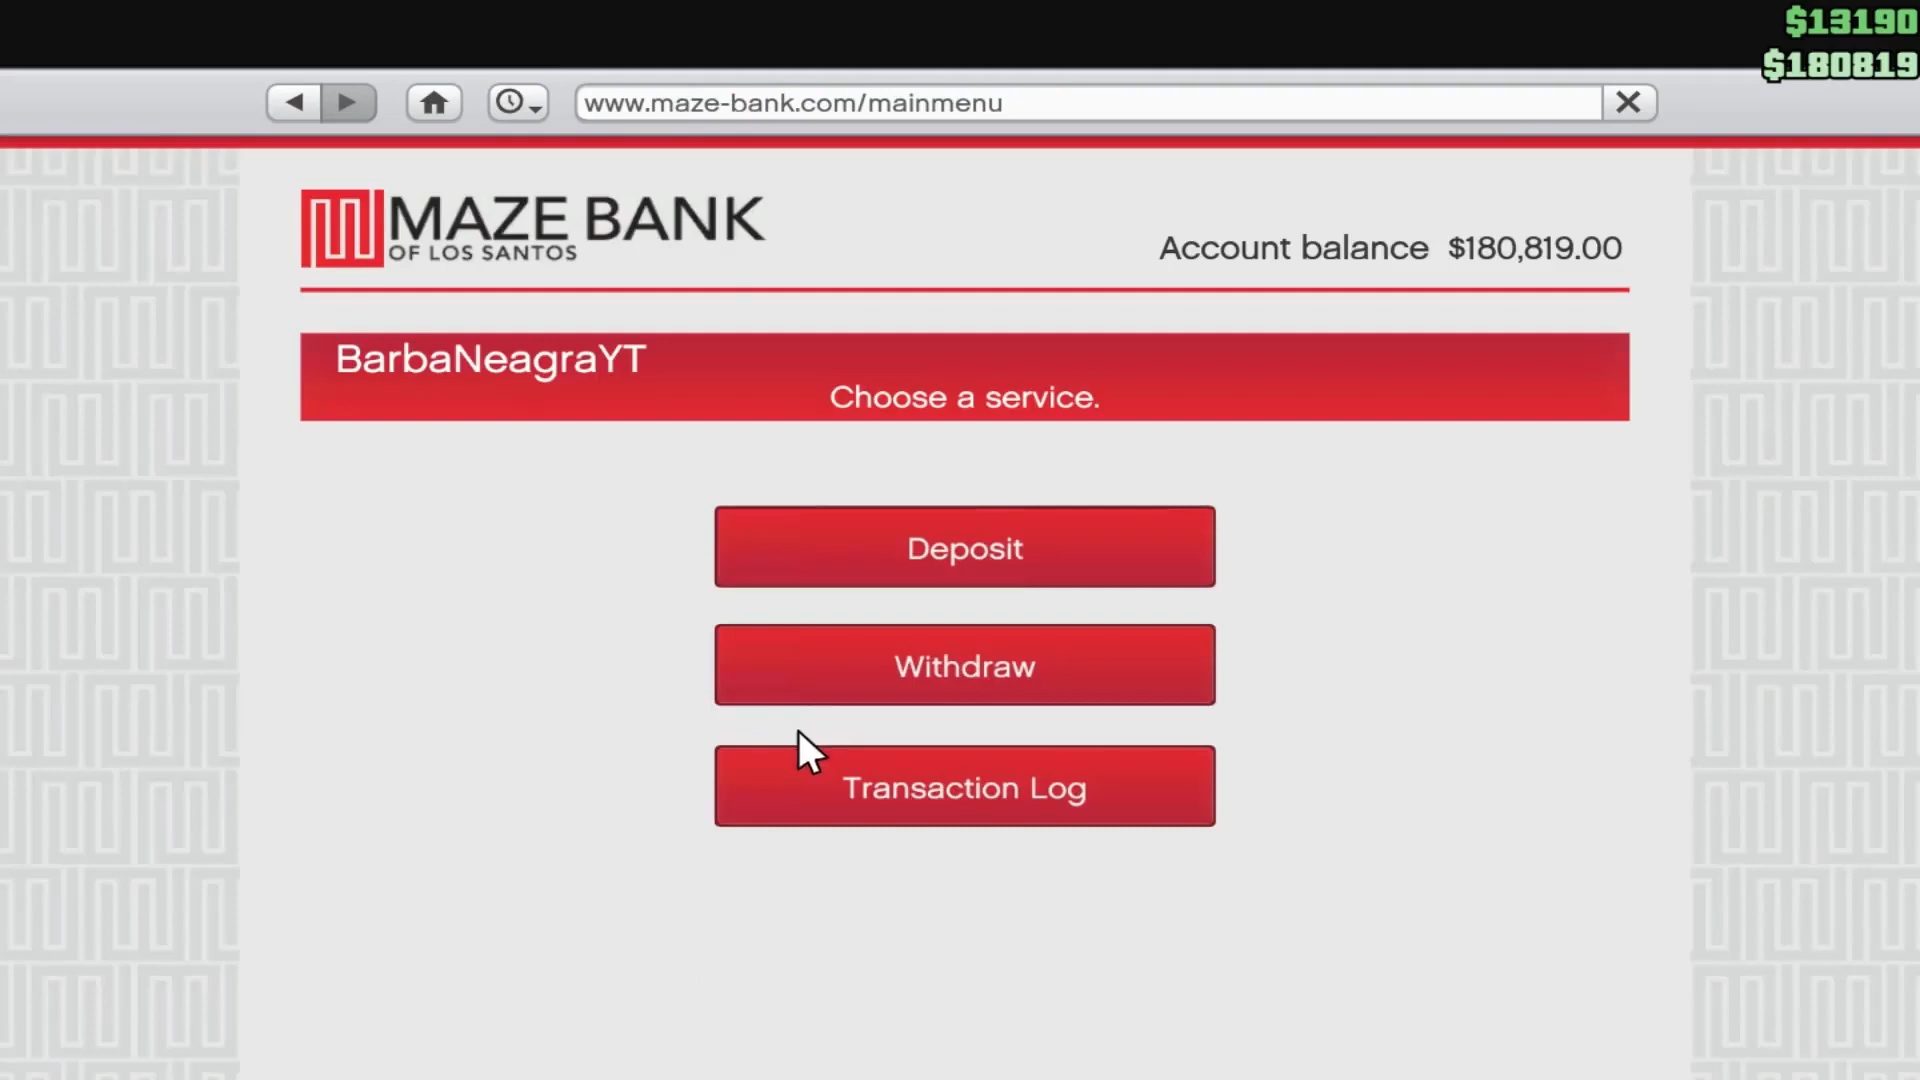 $13190
$180819
www.maze-bank.com/mainmenu
MAZE BANK
OF LOS SANTOS
Account balance $180,819.00
BarbaNeagraYT
Choose a service.
Deposit
Withdraw
Transaction Log